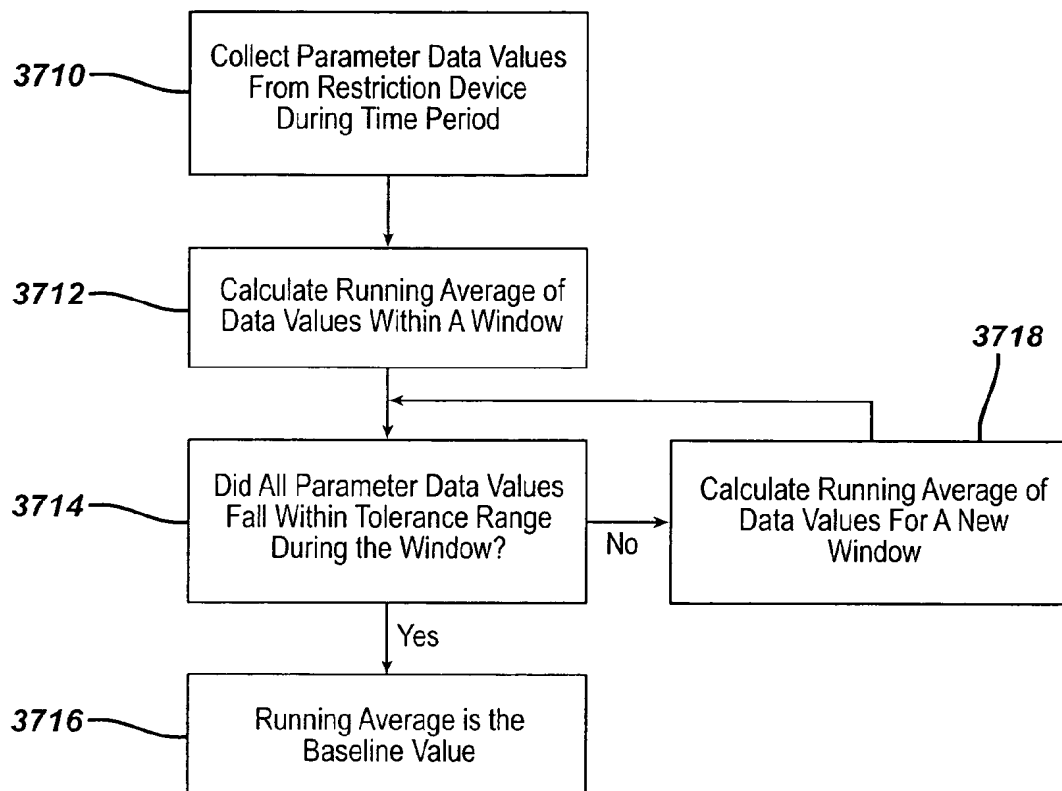 3710
Collect Parameter Data Values
From Restriction Device
During Time Period
3712
Calculate Running Average of
Data Values Within A Window
3718
3714
Did All Parameter Data Values
Fall Within Tolerance Range
During the Window?
No
Calculate Running Average of
Data Values For A New
Window
Yes
3716
Running Average is the
Baseline Value